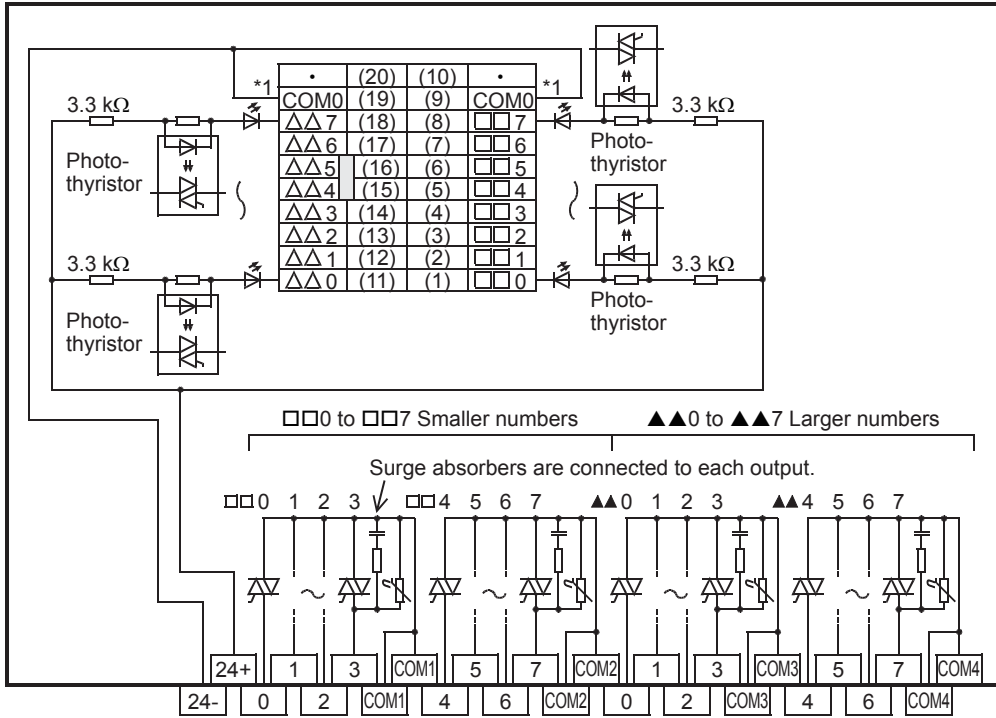 *1 • (20) (10) • *1
COM0 (19) (9) COM0
3.3 kΩ △△7 (18) (8) □□7 3.3 kΩ
△△6 (17) (7) □□6
Photo-
thyristor
Photo-
thyristor
△△5 (16) (6) □□5
△△4 (15) (5) □□4
△△3 (14) (4) □□3
△△2 (13) (3) □□2
△△1 (12) (2) □□1
3.3 kΩ △△0 (11) (1) □□0 3.3 kΩ
Photo-
thyristor
Photo-
thyristor
□□0 to □□7 Smaller numbers ▲▲0 to ▲▲7 Larger numbers
Surge absorbers are connected to each output.
□□0 1 2 3 □□4 5 6 7 ▲▲0 1 2 3 ▲▲4 5 6 7
24+ 1 3 COM1 5 7 COM2 1 3 COM3 5 7 COM4
24- 0 2 COM1 4 6 COM2 0 2 COM3 4 6 COM4